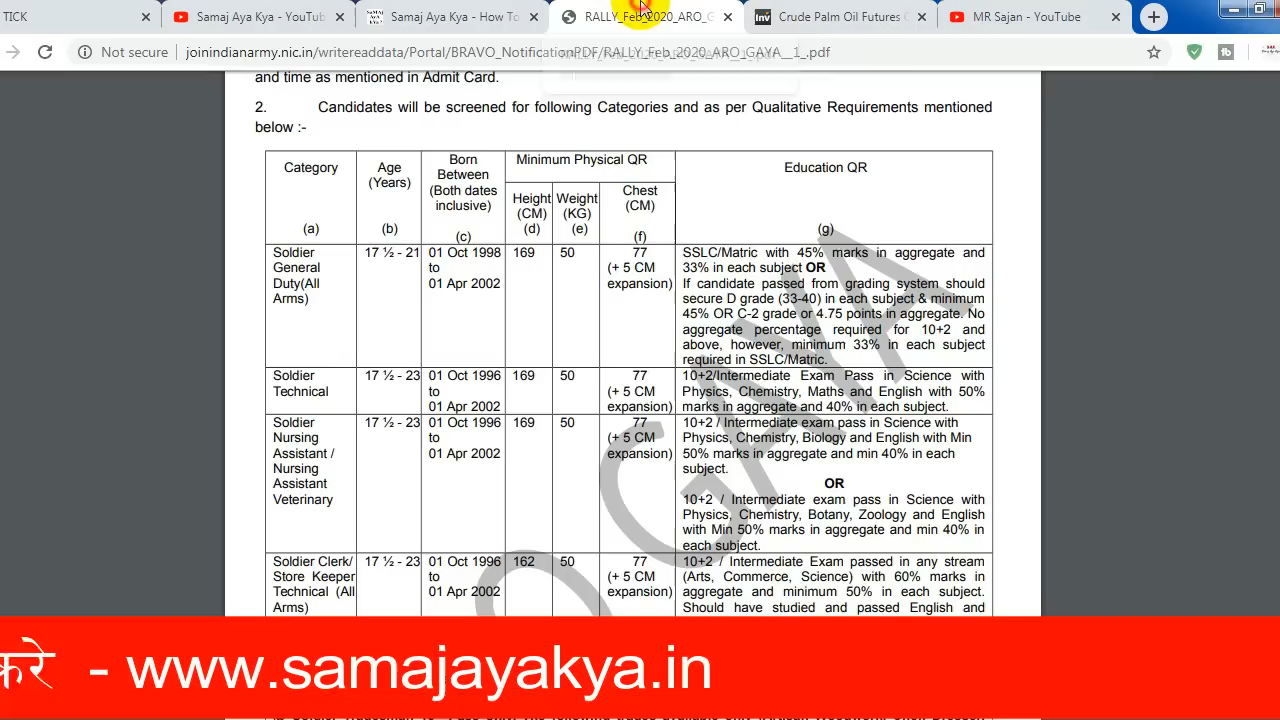 TICK
Samaj Aya Kya - YouTub
Samaj Aya Kya - How To
RALLY_Feb_2020_ARO_G
Crude Palm Oil Futures C
MR Sajan - YouTube
Not secure
joinindianarmy.nic.in/writereaddata/Portal/BRAVO_NotificationPDF/RALLY_Feb_2020_ARO_GAYA__1_.pdf
and time as mentioned in Admit Card.
2. Candidates will be screened for following Categories and as per Qualitative Requirements mentioned
below :-
Category
(a)
Age
(Years)
(b)
Born
Between
(Both dates
inclusive)
(c)
Minimum Physical QR
Height
(CM)
(d)
Weight
(KG)
(e)
Chest
(CM)
(f)
Education QR
(g)
Soldier
General
Duty(All
Arms)
17 ½ - 21
01 Oct 1998
to
01 Apr 2002
169
50
77
(+ 5 CM
expansion)
SSLC/Matric with 45% marks in aggregate and
33% in each subject OR
If candidate passed from grading system should
secure D grade (33-40) in each subject & minimum
45% OR C-2 grade or 4.75 points in aggregate. No
aggregate percentage required for 10+2 and
above, however, minimum 33% in each subject
required in SSLC/Matric.
Soldier
Technical
17 ½ - 23
01 Oct 1996
to
01 Apr 2002
169
50
77
(+ 5 CM
expansion)
10+2/Intermediate Exam Pass in Science with
Physics, Chemistry, Maths and English with 50%
marks in aggregate and 40% in each subject.
Soldier
Nursing
Assistant /
Nursing
Assistant
Veterinary
17 ½ - 23
01 Oct 1996
to
01 Apr 2002
169
50
77
(+ 5 CM
expansion)
10+2 / Intermediate exam pass in Science with
Physics, Chemistry, Biology and English with Min
50% marks in aggregate and min 40% in each
subject.
OR
10+2 / Intermediate exam pass in Science with
Physics, Chemistry, Botany, Zoology and English
with Min 50% marks in aggregate and min 40% in
each subject.
Soldier Clerk/
Store Keeper
Technical (All
Arms)
17 ½ - 23
01 Oct 1996
to
01 Apr 2002
162
50
77
(+ 5 CM
expansion)
10+2 / Intermediate Exam passed in any stream
(Arts, Commerce, Science) with 60% marks in
aggregate and minimum 50% in each subject.
Should have studied and passed English and
O GAYA
करे - www.samajayakya.in